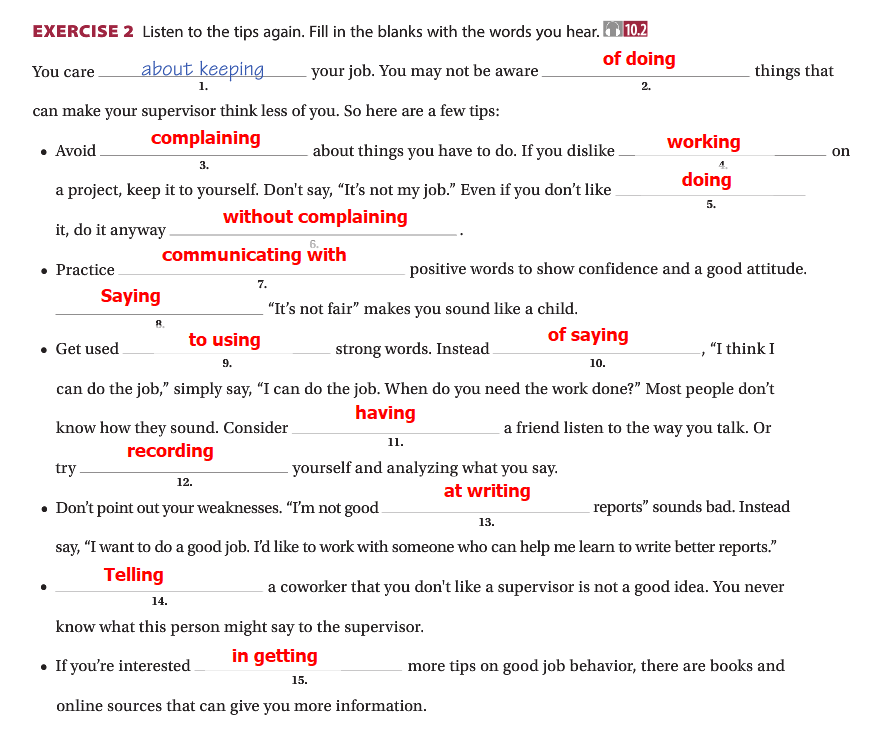 EXERCISE 2 Listen to the tips again. Fill in the blanks with the words you hear. 10.2
of doing
You care about keeping your job. You may not be aware things that
1. 2.
can make your supervisor think less of you. So here are a few tips:
complaining working
• Avoid about things you have to do. If you dislike on
3. 4.
doing
a project, keep it to yourself. Don't say, “It’s not my job.” Even if you don’t like
5.
without complaining
it, do it anyway .
6.
communicating with
• Practice positive words to show confidence and a good attitude.
7.
Saying
“It’s not fair” makes you sound like a child.
8.
to using of saying
• Get used strong words. Instead , “I think I
9. 10.
can do the job,” simply say, “I can do the job. When do you need the work done?” Most people don’t
having
know how they sound. Consider a friend listen to the way you talk. Or
11.
recording
try yourself and analyzing what you say.
12.
at writing
• Don’t point out your weaknesses. “I’m not good reports” sounds bad. Instead
13.
say, “I want to do a good job. I’d like to work with someone who can help me learn to write better reports.”
Telling
• a coworker that you don't like a supervisor is not a good idea. You never
14.
know what this person might say to the supervisor.
in getting
• If you’re interested more tips on good job behavior, there are books and
15.
online sources that can give you more information.